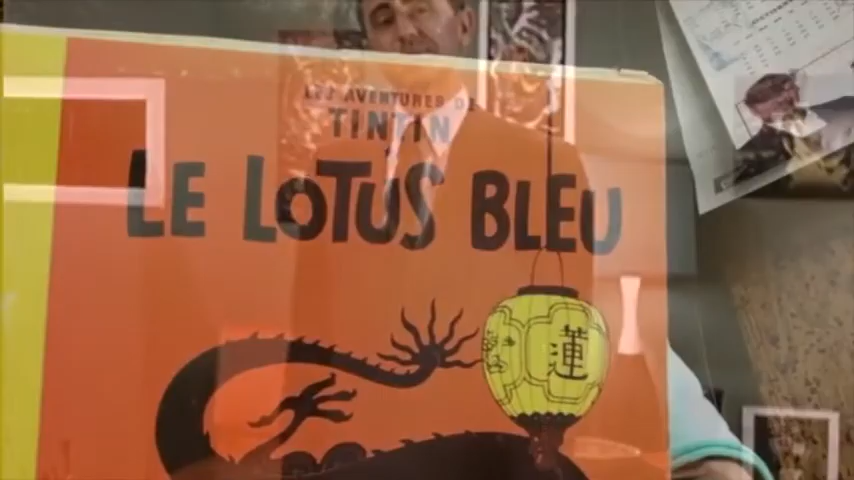 LES AVENTURES DE
TINTIN
LE LOTUS BLEU
蓮